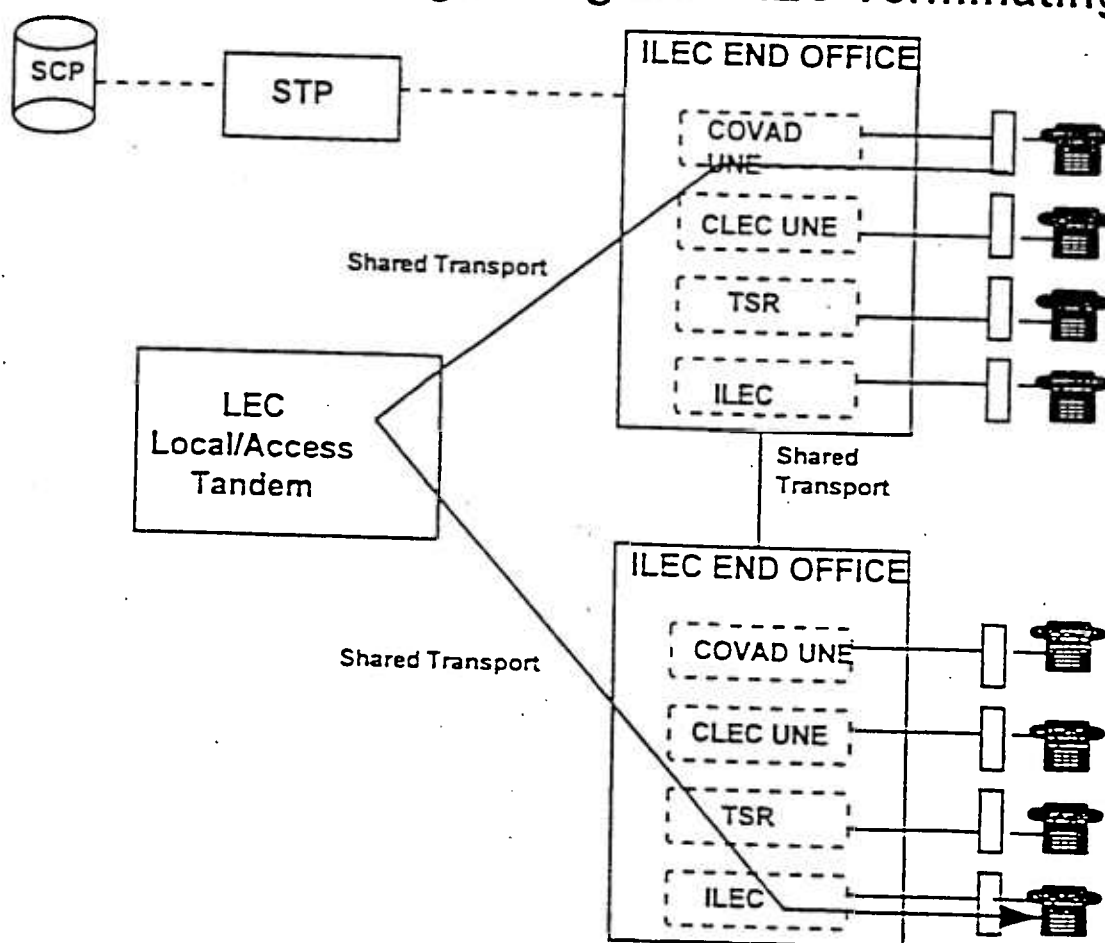 Terminating
SCP
STP
ILEC END OFFICE
COVAD
UNE
CLEC UNE
TSR
ILEC
Shared Transport
LEC
Local/Access
Tandem
Shared
Transport
ILEC END OFFICE
COVAD UNE
CLEC UNE
TSR
ILEC
Shared Transport